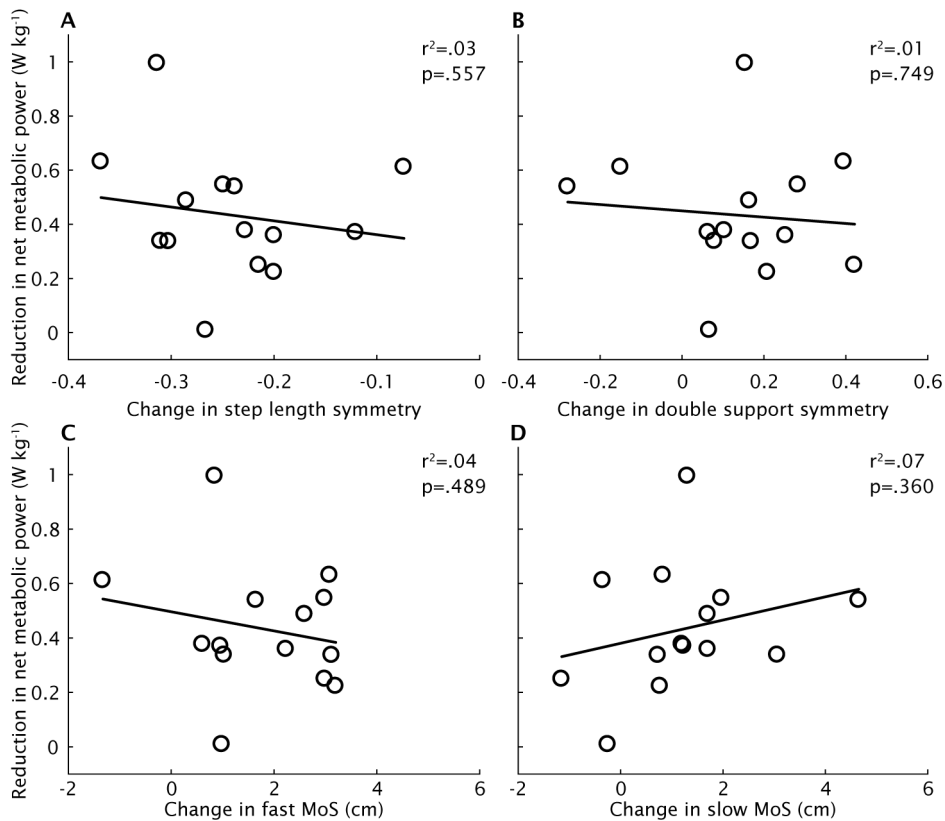 A
B
r²=.03
p=.557
r²=.01
p=.749
Reduction in net metabolic power (W kg⁻¹)
1
0.8
0.6
0.4
0.2
0
-0.4 -0.3 -0.2 -0.1 0
-0.4 -0.2 0 0.2 0.4 0.6
Change in step length symmetry
Change in double support symmetry
C
D
r²=.04
p=.489
r²=.07
p=.360
Reduction in net metabolic power (W kg⁻¹)
1
0.8
0.6
0.4
0.2
0
-2 0 2 4 6
-2 0 2 4 6
Change in fast MoS (cm)
Change in slow MoS (cm)